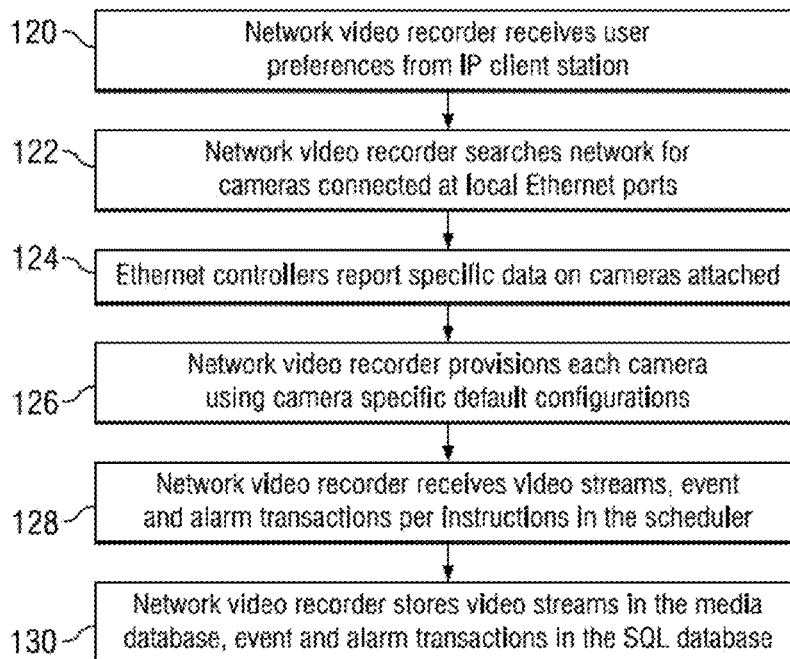 120
Network video recorder receives user
preferences from IP client station
122
Network video recorder searches network for
cameras connected at local Ethernet ports
124
Ethernet controllers report specific data on cameras attached
126
Network video recorder provisions each camera
using camera specific default configurations
128
Network video recorder receives video streams, event
and alarm transactions per instructions in the scheduler
130
Network video recorder stores video streams in the media
database, event and alarm transactions in the SQL database